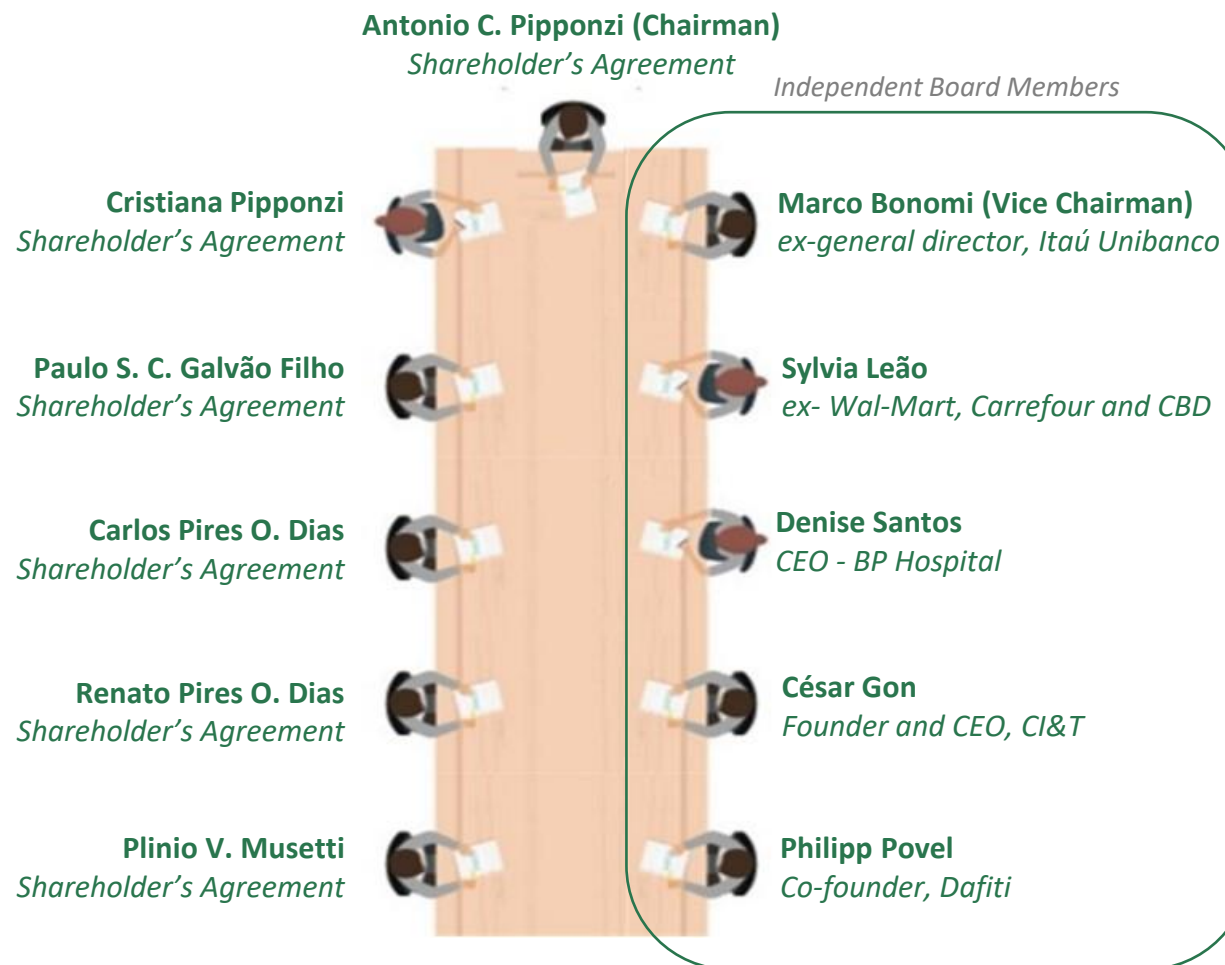 Antonio C. Pipponzi (Chairman)
Shareholder’s Agreement
Independent Board Members
Cristiana Pipponzi
Shareholder’s Agreement
Marco Bonomi (Vice Chairman)
ex-general director, Itaú Unibanco
Paulo S. C. Galvão Filho
Shareholder’s Agreement
Sylvia Leão
ex- Wal-Mart, Carrefour and CBD
Carlos Pires O. Dias
Shareholder’s Agreement
Denise Santos
CEO - BP Hospital
Renato Pires O. Dias
Shareholder’s Agreement
César Gon
Founder and CEO, CI&T
Plinio V. Musetti
Shareholder’s Agreement
Philipp Povel
Co-founder, Dafiti